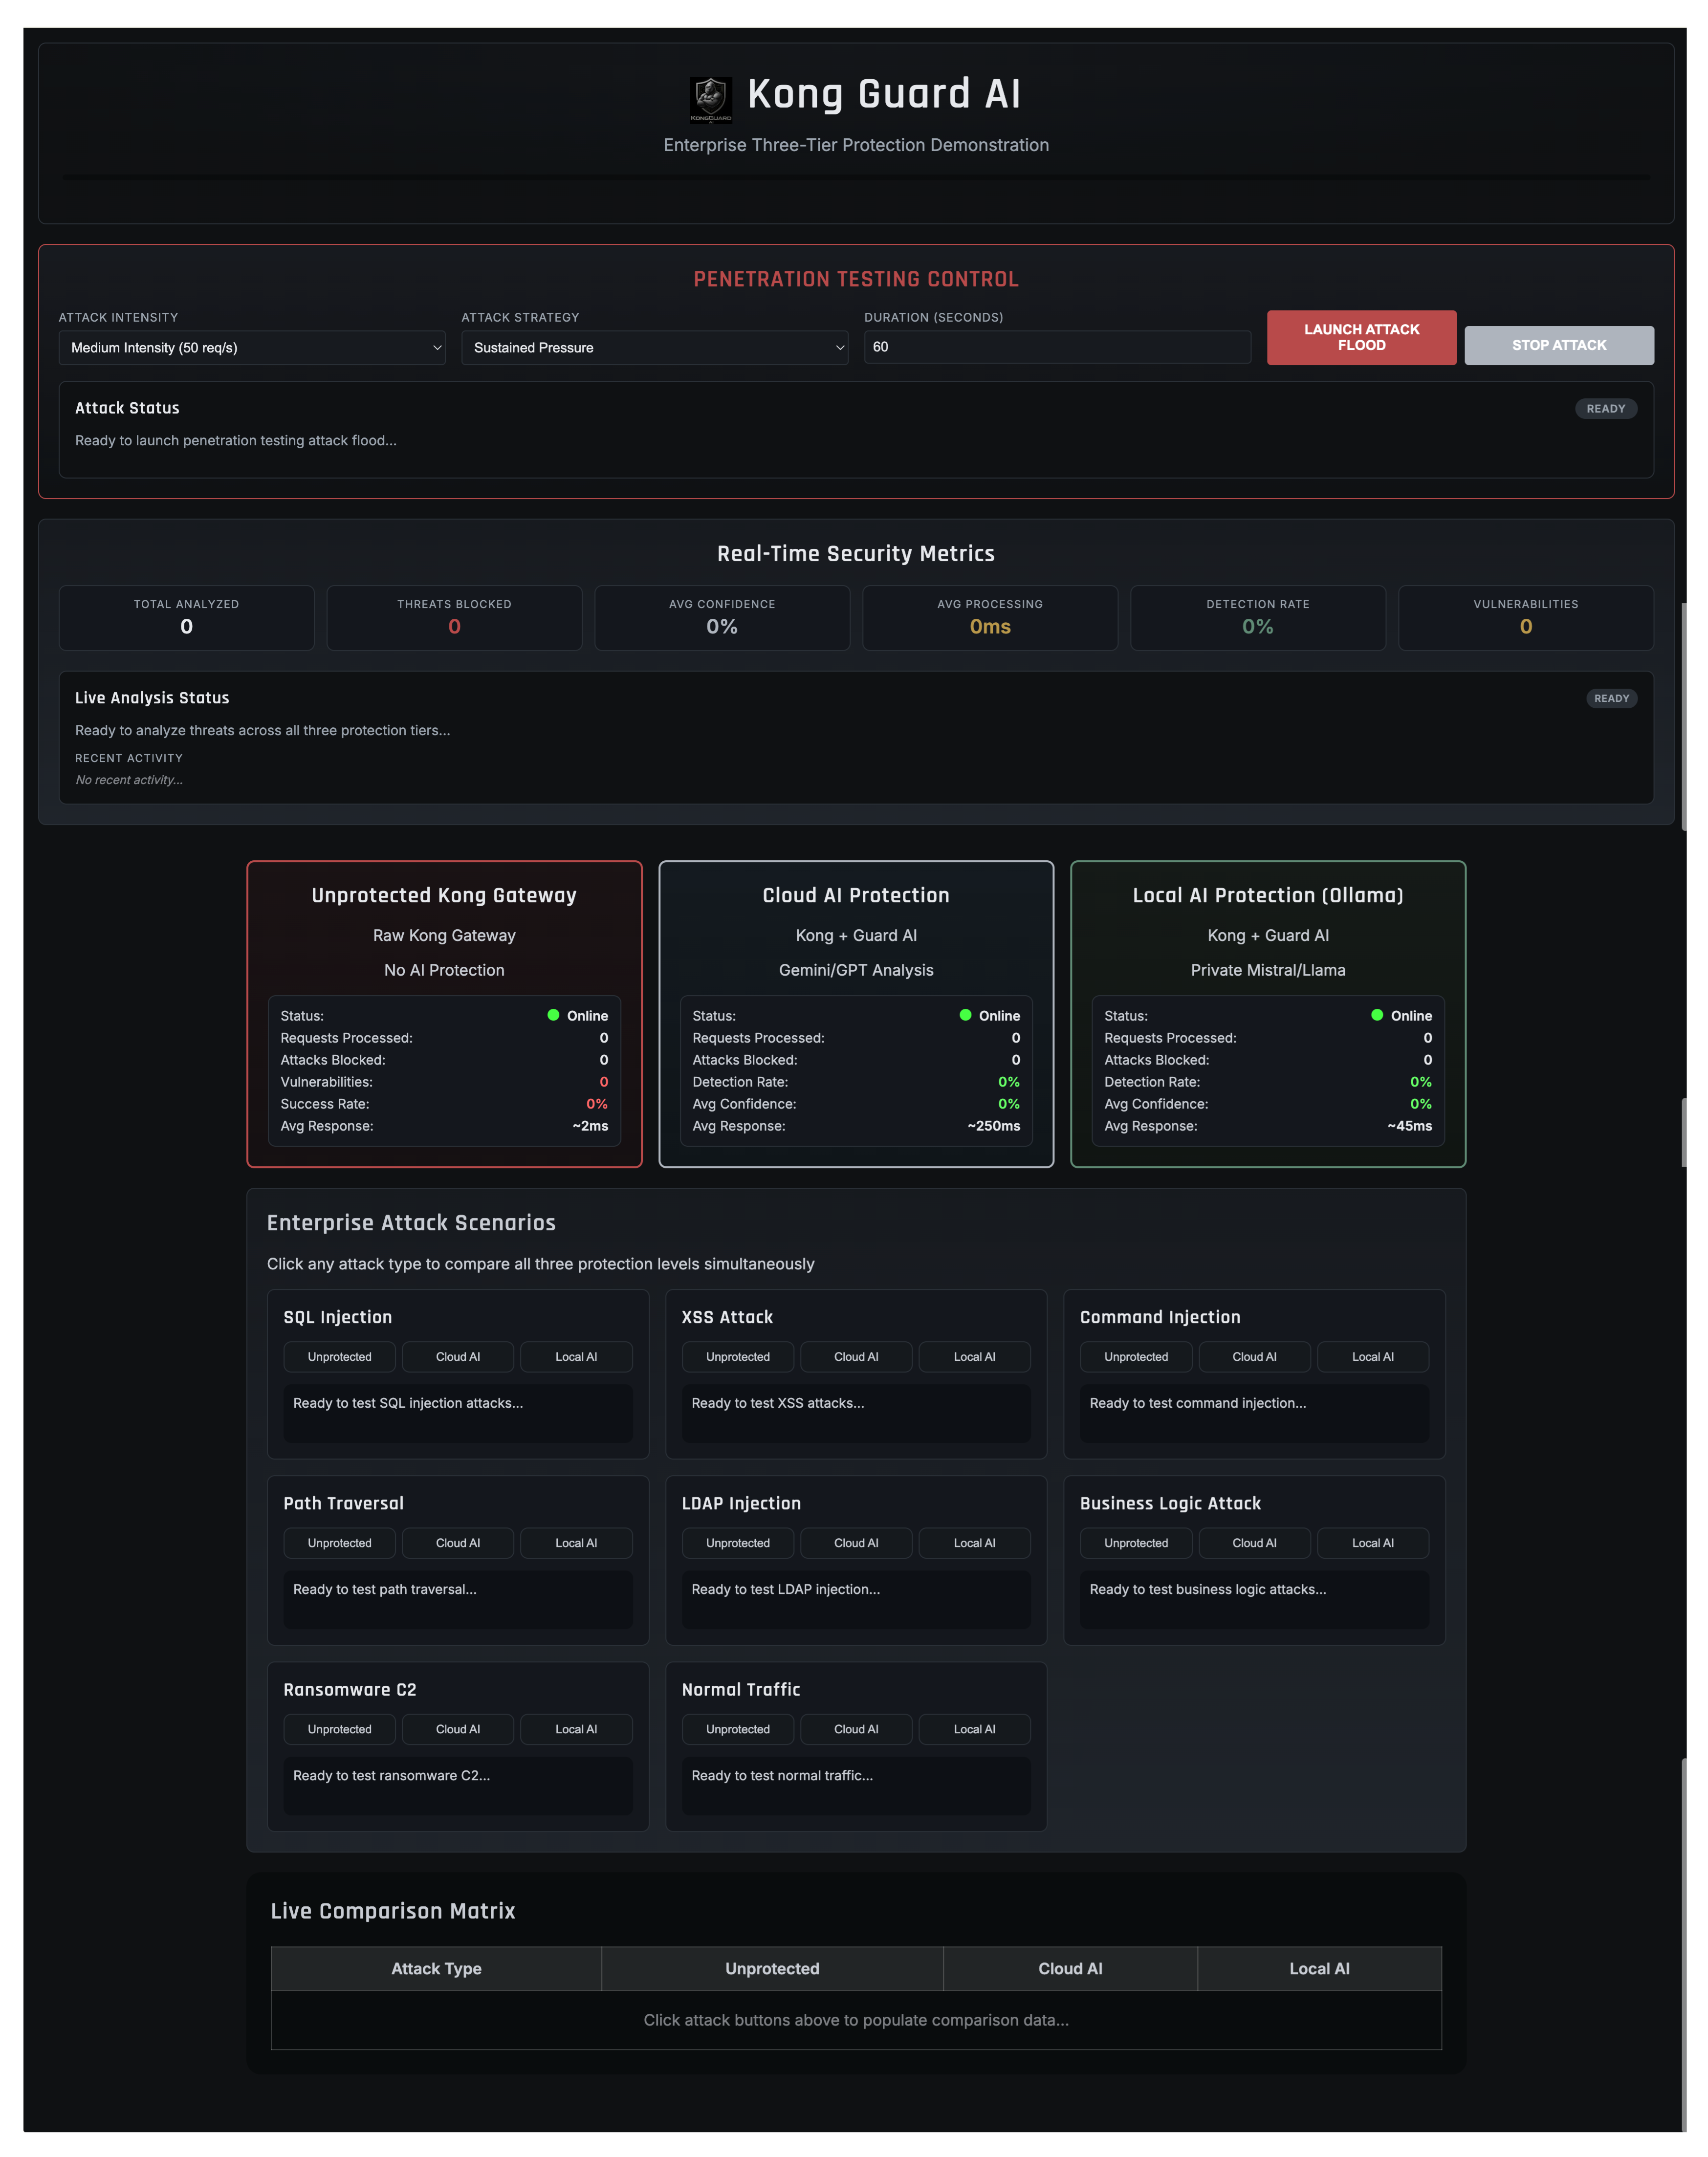 KONGGUARD
Kong Guard AI
Enterprise Three-Tier Protection Demonstration
PENETRATION TESTING CONTROL
ATTACK INTENSITY
Medium Intensity (50 req/s)
ATTACK STRATEGY
Sustained Pressure
DURATION (SECONDS)
60
LAUNCH ATTACK
FLOOD
STOP ATTACK
Attack Status
READY
Ready to launch penetration testing attack flood...
Real-Time Security Metrics
TOTAL ANALYZED
0
THREATS BLOCKED
0
AVG CONFIDENCE
0%
AVG PROCESSING
0ms
DETECTION RATE
0%
VULNERABILITIES
0
Live Analysis Status
READY
Ready to analyze threats across all three protection tiers...
RECENT ACTIVITY
No recent activity...
Unprotected Kong Gateway
Raw Kong Gateway
No AI Protection
Status: Online
Requests Processed: 0
Attacks Blocked: 0
Vulnerabilities: 0
Success Rate: 0%
Avg Response: ~2ms
Cloud AI Protection
Kong + Guard AI
Gemini/GPT Analysis
Status: Online
Requests Processed: 0
Attacks Blocked: 0
Detection Rate: 0%
Avg Confidence: 0%
Avg Response: ~250ms
Local AI Protection (Ollama)
Kong + Guard AI
Private Mistral/Llama
Status: Online
Requests Processed: 0
Attacks Blocked: 0
Detection Rate: 0%
Avg Confidence: 0%
Avg Response: ~45ms
Enterprise Attack Scenarios
Click any attack type to compare all three protection levels simultaneously
SQL Injection
Unprotected Cloud AI Local AI
Ready to test SQL injection attacks...
XSS Attack
Unprotected Cloud AI Local AI
Ready to test XSS attacks...
Command Injection
Unprotected Cloud AI Local AI
Ready to test command injection...
Path Traversal
Unprotected Cloud AI Local AI
Ready to test path traversal...
LDAP Injection
Unprotected Cloud AI Local AI
Ready to test LDAP injection...
Business Logic Attack
Unprotected Cloud AI Local AI
Ready to test business logic attacks...
Ransomware C2
Unprotected Cloud AI Local AI
Ready to test ransomware C2...
Normal Traffic
Unprotected Cloud AI Local AI
Ready to test normal traffic...
Live Comparison Matrix
Attack Type Unprotected Cloud AI Local AI
Click attack buttons above to populate comparison data...